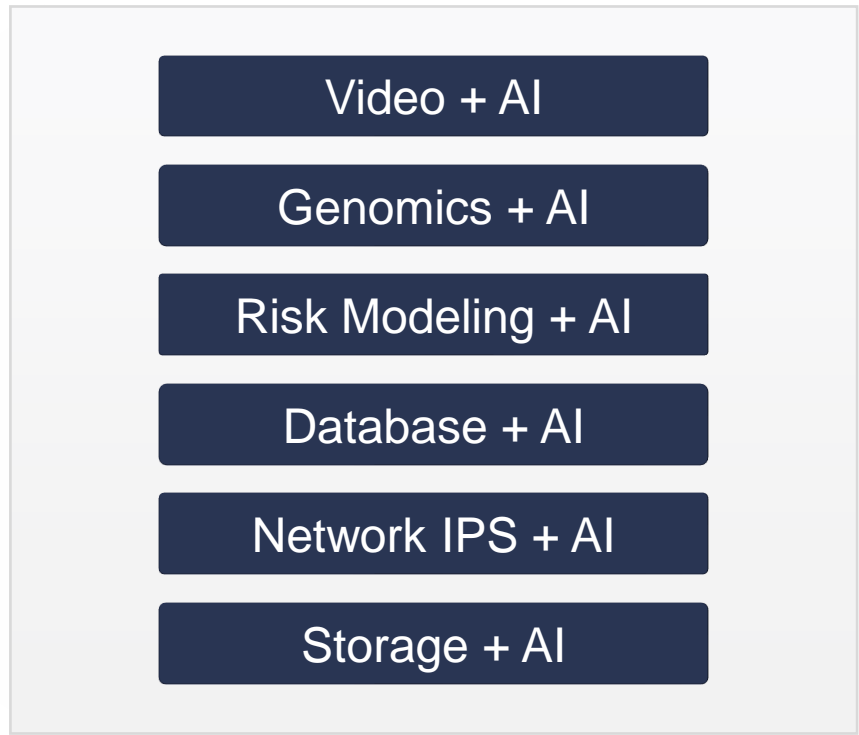 Video + AI
Genomics + AI
Risk Modeling + AI
Database + AI
Network IPS + AI
Storage + AI